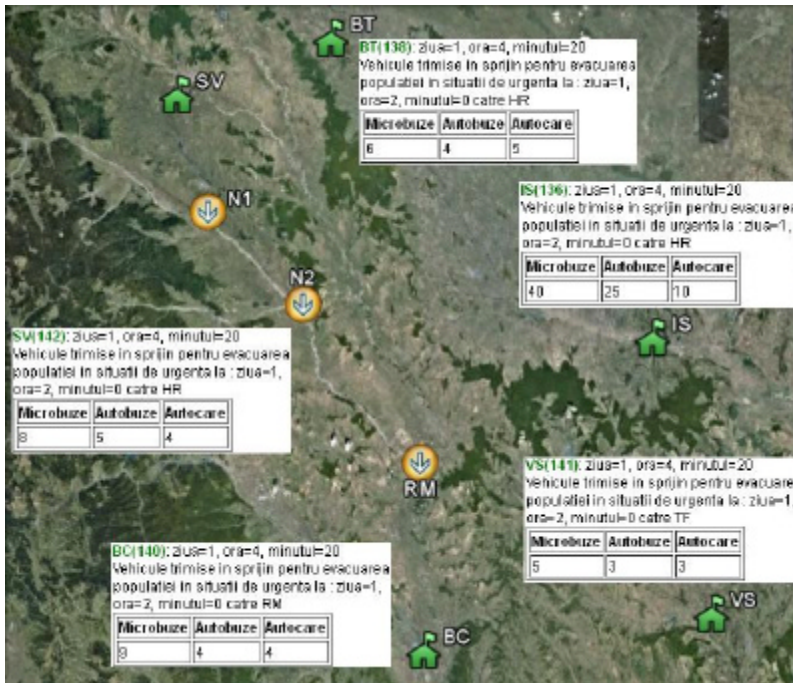 BT
BT(138): ziua=1, ora=4, minutul=20
Vehicule trimise in sprijin pentru evacuarea
populatiei in situatii de urgenta la : ziua=1,
ora=2, minutul=0 catre HR
Microbuze Autobuze Autocare
6 4 5
SV
N1
IS(136): ziua=1, ora=4, minutul=20
Vehicule trimise in sprijin pentru evacuarea
populatiei in situatii de urgenta la : ziua=1,
ora=2, minutul=0 catre HR
Microbuze Autobuze Autocare
40 25 10
N2
IS
SV(142): ziua=1, ora=4, minutul=20
Vehicule trimise in sprijin pentru evacuarea
populatiei in situatii de urgenta la : ziua=1,
ora=2, minutul=0 catre HR
Microbuze Autobuze Autocare
8 5 4
RM
VS(141): ziua=1, ora=4, minutul=20
Vehicule trimise in sprijin pentru evacuarea
populatiei in situatii de urgenta la : ziua=1,
ora=2, minutul=0 catre TF
Microbuze Autobuze Autocare
5 3 3
BC(140): ziua=1, ora=4, minutul=20
Vehicule trimise in sprijin pentru evacuarea
populatiei in situatii de urgenta la : ziua=1,
ora=2, minutul=0 catre RM
Microbuze Autobuze Autocare
9 4 4
VS
BC